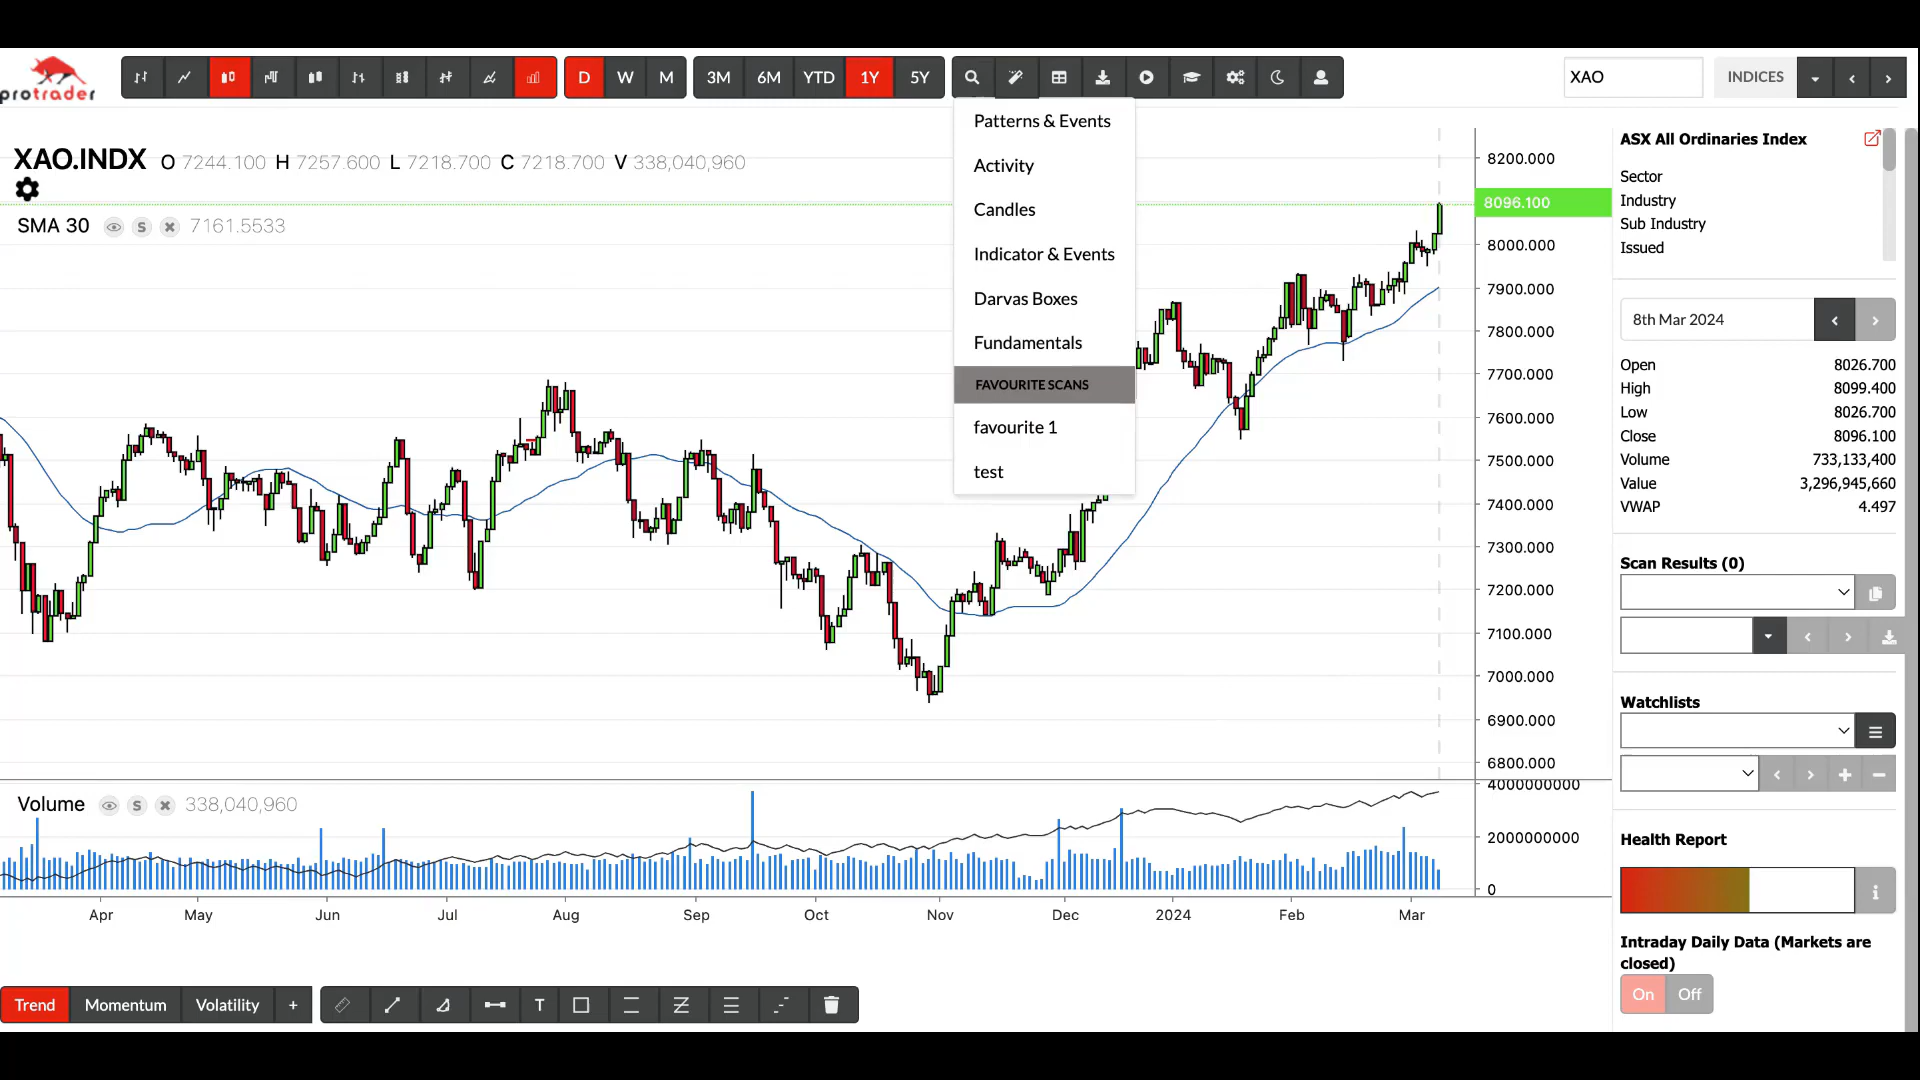 protrader
D W M
3M 6M YTD 1Y 5Y
XAO
INDICES
XAO.INDX O 7244.100 H 7257.600 L 7218.700 C 7218.700 V 338,040,960
SMA 30 S 7161.5533
Patterns & Events
Activity
Candles
Indicator & Events
Darvas Boxes
Fundamentals
FAVOURITE SCANS
favourite 1
test
8200.000
8096.100
8000.000
7900.000
7800.000
7700.000
7600.000
7500.000
7400.000
7300.000
7200.000
7100.000
7000.000
6900.000
6800.000
Volume S 338,040,960
4000000000
2000000000
0
Apr May Jun Jul Aug Sep Oct Nov Dec 2024 Feb Mar
Trend Momentum Volatility + T
ASX All Ordinaries Index
Sector
Industry
Sub Industry
Issued
8th Mar 2024
Open 8026.700
High 8099.400
Low 8026.700
Close 8096.100
Volume 733,133,400
Value 3,296,945,660
VWAP 4.497
Scan Results (0)
Watchlists
Health Report
Intraday Daily Data (Markets are
closed)
On Off